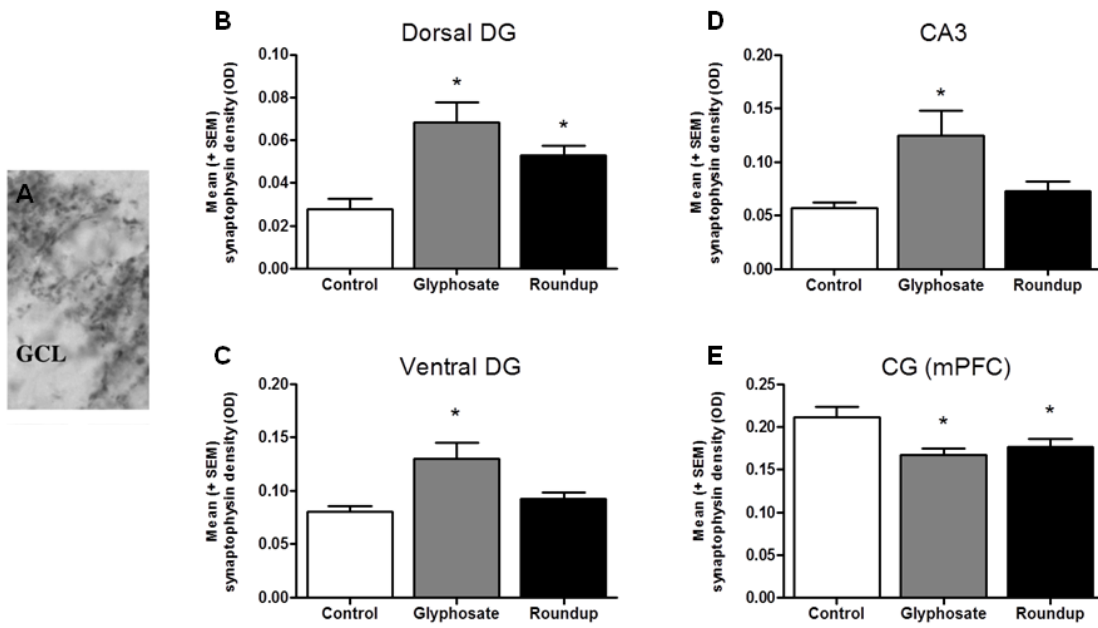 A
GCL
B
Dorsal DG
Mean (+ SEM)
synaptophysin density (OD)
0.10
0.08
0.06
0.04
0.02
0.00
*
*
Control Glyphosate Roundup
C
Ventral DG
Mean (+ SEM)
synaptophysin density (OD)
0.20
0.15
0.10
0.05
0.00
*
Control Glyphosate Roundup
D
CA3
Mean (+ SEM)
synaptophysin density (OD)
0.20
0.15
0.10
0.05
0.00
*
Control Glyphosate Roundup
E
CG (mPFC)
Mean (+ SEM)
synaptophysin density (OD)
0.25
0.20
0.15
0.10
0.05
0.00
*
*
Control Glyphosate Roundup